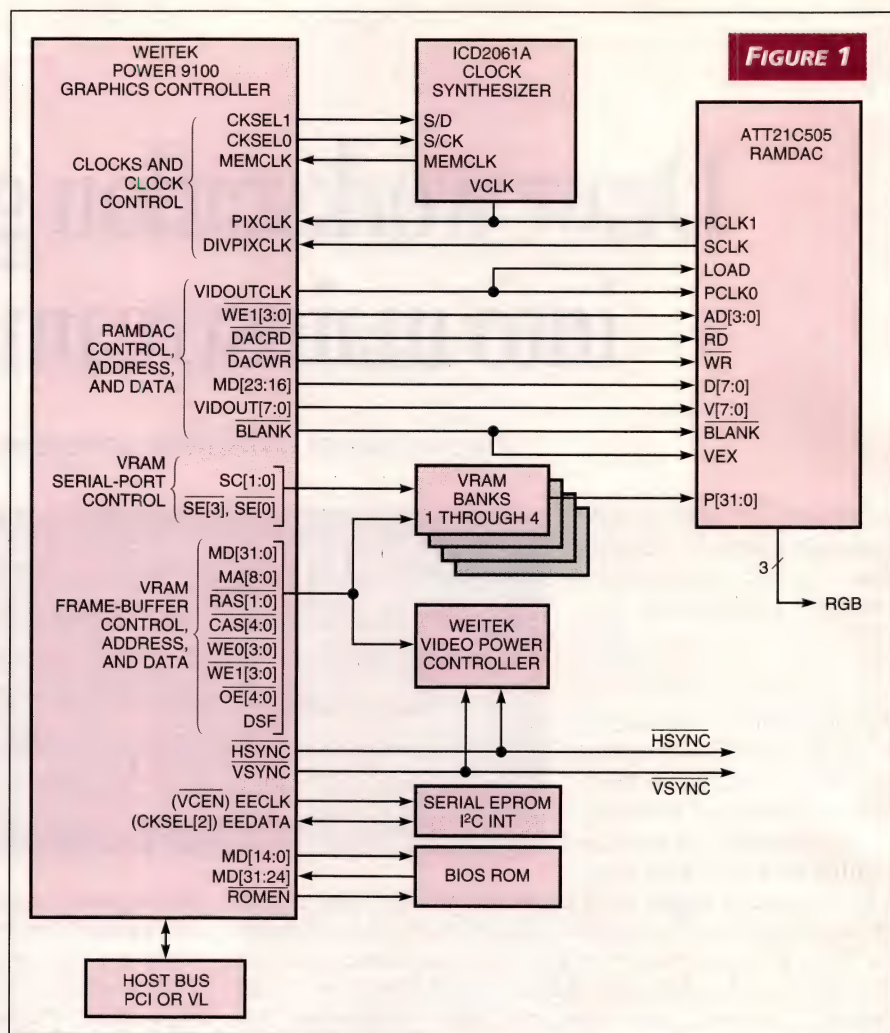 FIGURE 1
WEITEK
POWER 9100
GRAPHICS CONTROLLER
CLOCKS AND
CLOCK
CONTROL
CKSEL1
CKSEL0
MEMCLK
PIXCLK
DIVPIXCLK
RAMDAC
CONTROL,
ADDRESS,
AND DATA
VIDOUTCLK
WE1[3:0]
DACRD
DACWR
MD[23:16]
VIDOUT[7:0]
BLANK
VRAM
SERIAL-PORT
CONTROL
SC[1:0]
SE[3], SE[0]
VRAM
FRAME-BUFFER
CONTROL,
ADDRESS,
AND DATA
MD[31:0]
MA[8:0]
RAS[1:0]
CAS[4:0]
WE0[3:0]
WE1[3:0]
OE[4:0]
DSF
HSYNC
VSYNC
(VCEN) EECLK
(CKSEL[2]) EEDATA
MD[14:0]
MD[31:24]
ROMEN
HOST BUS
PCI OR VL
ICD2061A
CLOCK
SYNTHESIZER
S/D
S/CK
MEMCLK
VCLK
VRAM
BANKS
1 THROUGH 4
WEITEK
VIDEO POWER
CONTROLLER
HSYNC
VSYNC
SERIAL EPROM
I²C INT
BIOS ROM
ATT21C505
RAMDAC
PCLK1
SCLK
LOAD
PCLK0
AD[3:0]
RD
WR
D[7:0]
V[7:0]
BLANK
VEX
P[31:0]
3
RGB